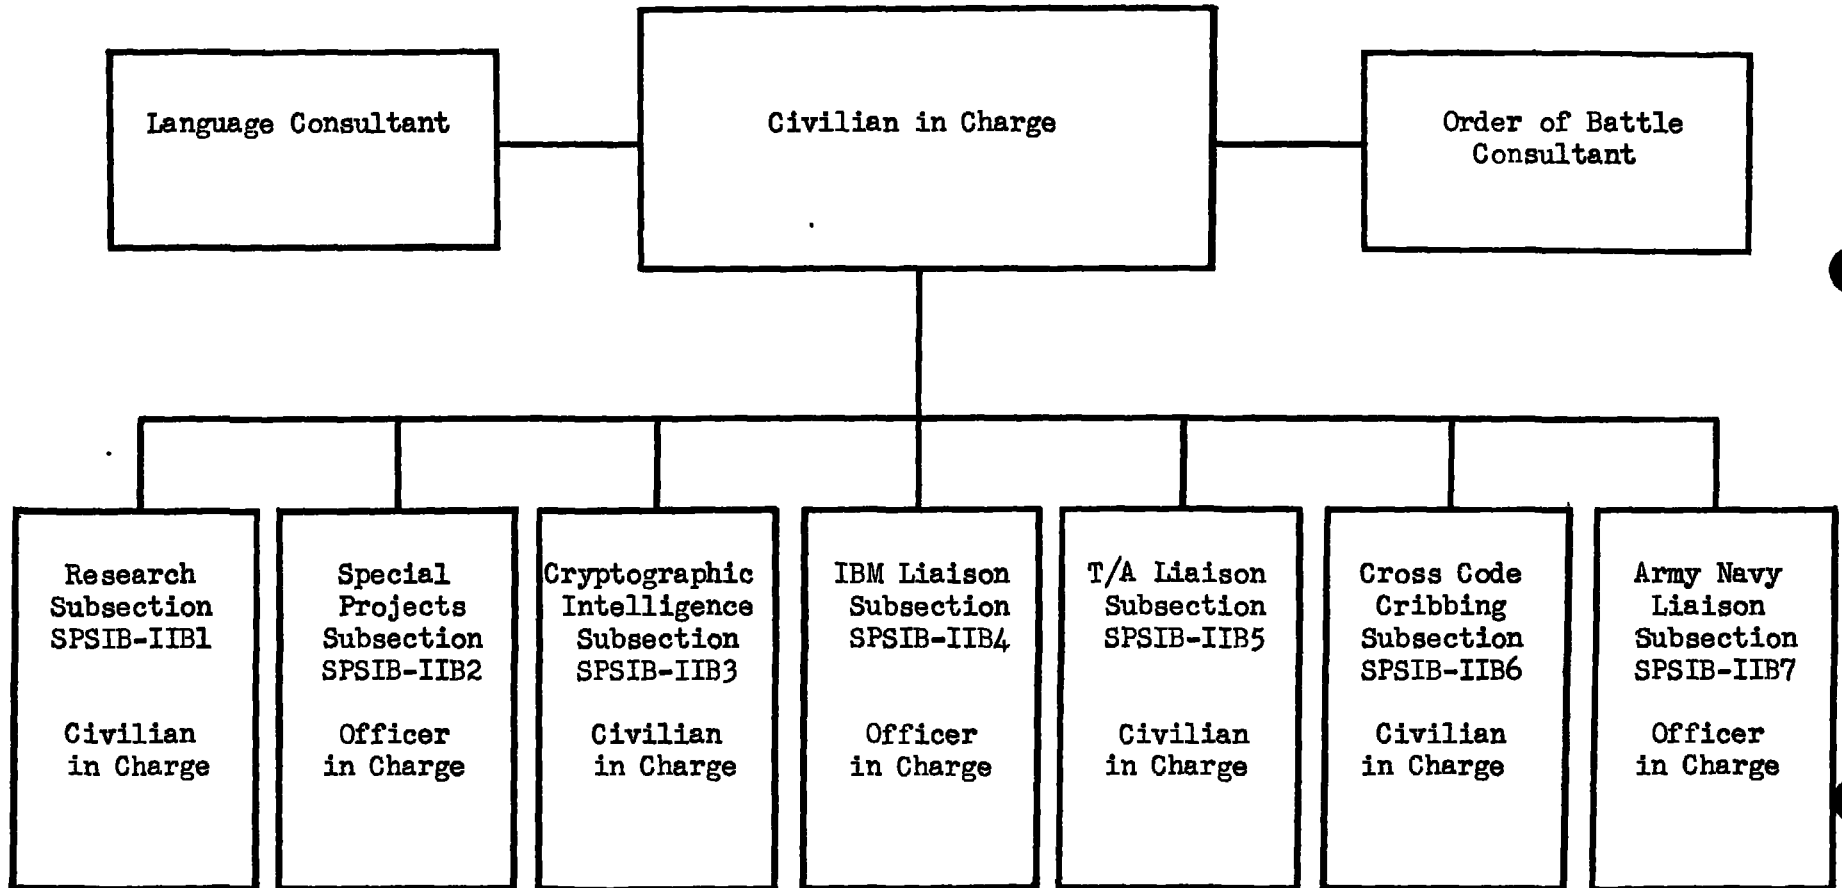 Language Consultant
Civilian in Charge
Order of Battle
Consultant
Research
Subsection
SPSIB-IIB1
Civilian
in Charge
Special
Projects
Subsection
SPSIB-IIB2
Officer
in Charge
Cryptographic
Intelligence
Subsection
SPSIB-IIB3
Civilian
in Charge
IBM Liaison
Subsection
SPSIB-IIB4
Officer
in Charge
T/A Liaison
Subsection
SPSIB-IIB5
Civilian
in Charge
Cross Code
Cribbing
Subsection
SPSIB-IIB6
Civilian
in Charge
Army Navy
Liaison
Subsection
SPSIB-IIB7
Officer
in Charge